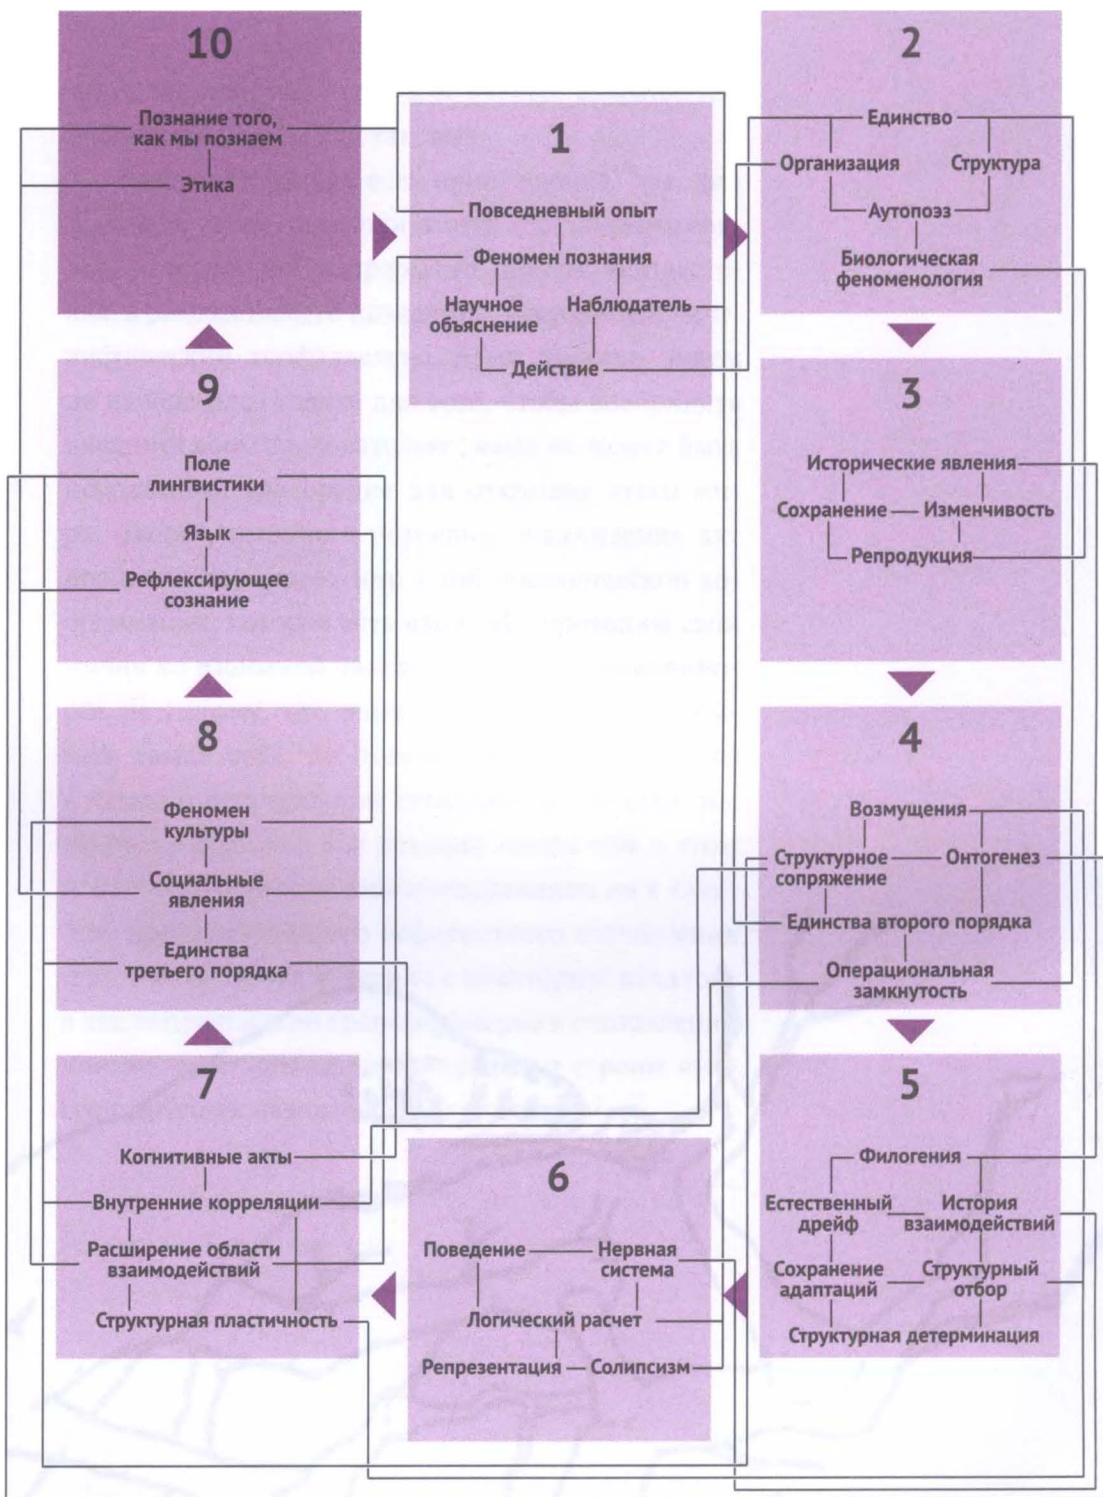 10
Познание того,
как мы познаем
Этика
1
Повседневный опыт
Феномен познания
Научное
объяснение
Наблюдатель
Действие
2
Единство
Организация
Структура
Аутопоэз
Биологическая
феноменология
3
Исторические явления
Сохранение
Изменчивость
Репродукция
4
Возмущения
Структурное
сопряжение
Онтогенез
Единства второго порядка
Операциональная
замкнутость
5
Филогения
Естественный
дрейф
История
взаимодействий
Сохранение
адаптаций
Структурный
отбор
Структурная детерминация
6
Поведение
Нервная
система
Логический расчет
Репрезентация
Солипсизм
7
Когнитивные акты
Внутренние корреляции
Расширение области
взаимодействий
Структурная пластичность
8
Феномен
культуры
Социальные
явления
Единства
третьего порядка
9
Поле
лингвистики
Язык
Рефлексирующее
сознание